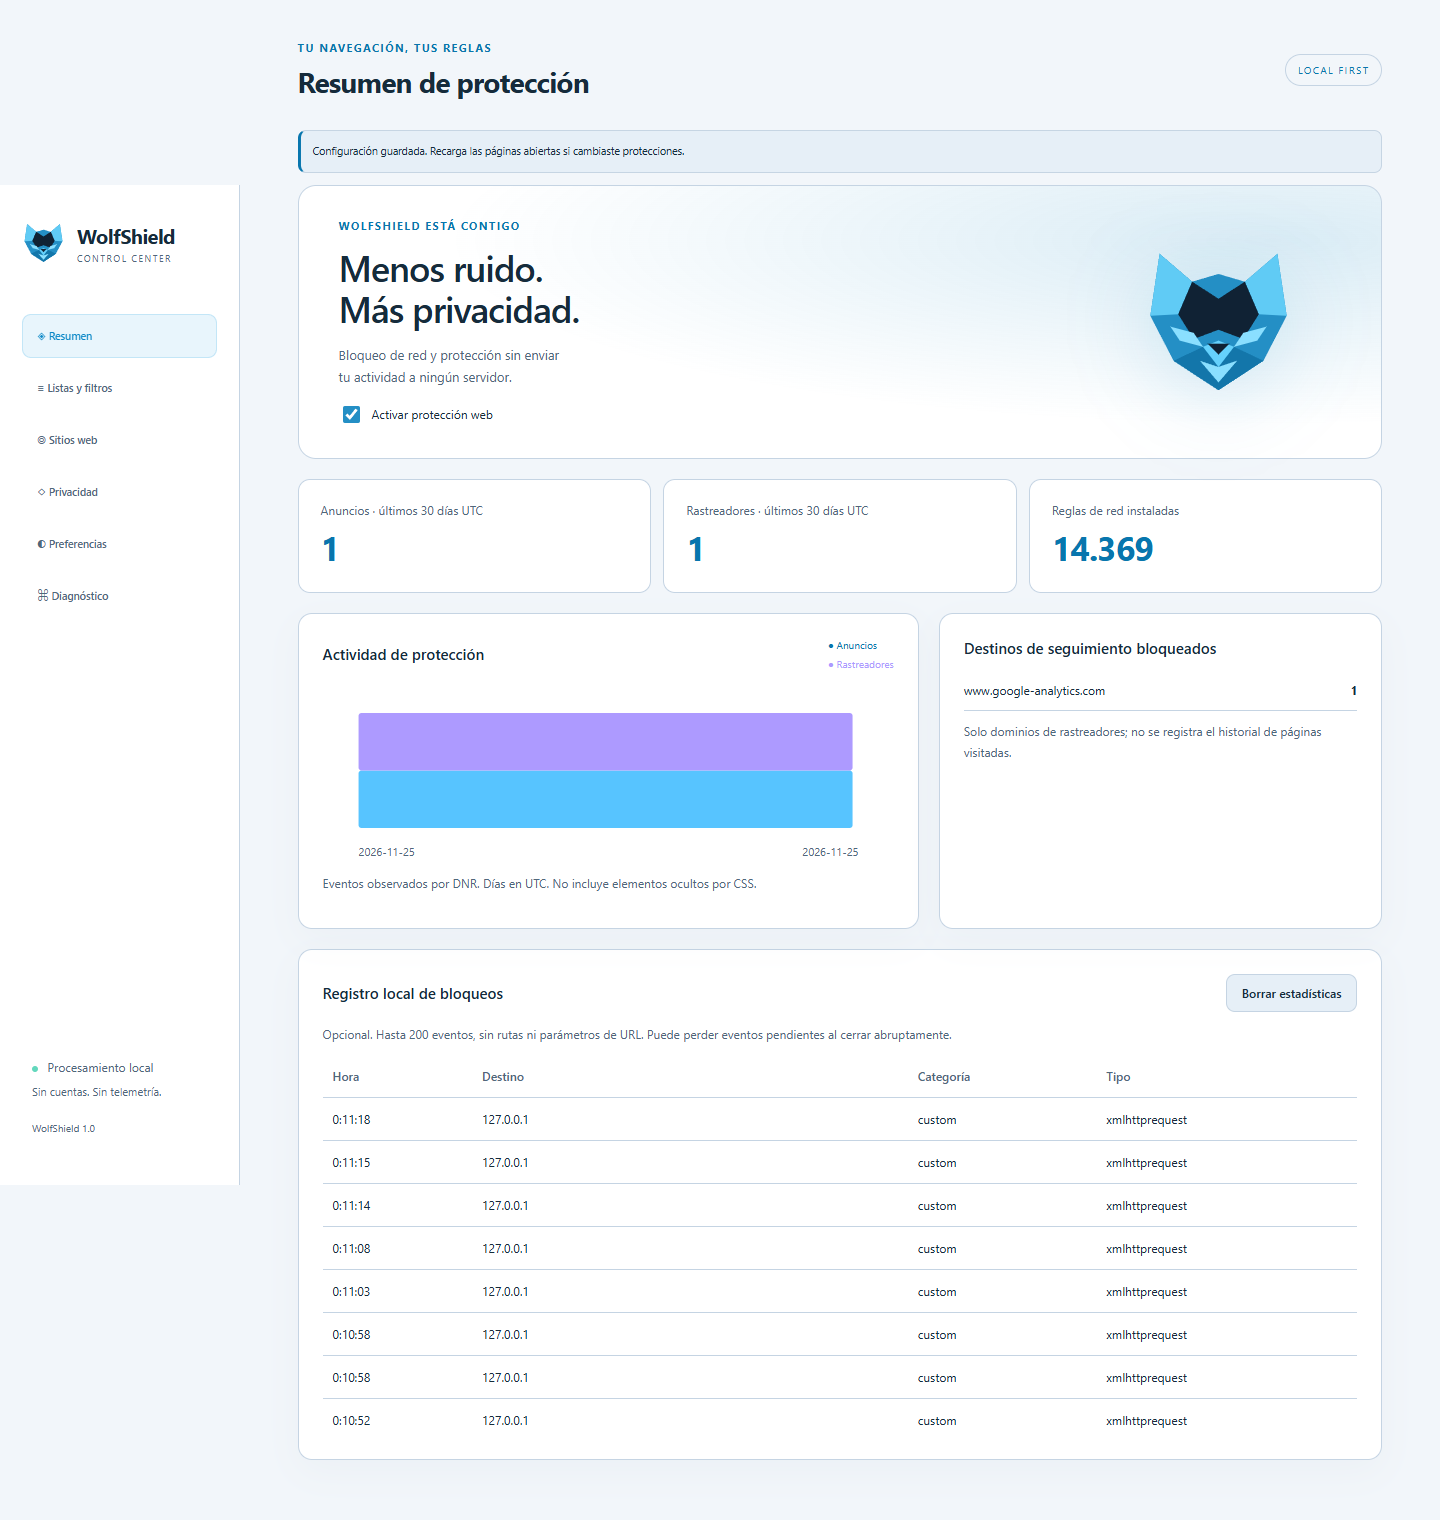 TU NAVEGACIÓN, TUS REGLAS
Resumen de protección
LOCAL FIRST
Configuración guardada. Recarga las páginas abiertas si cambiaste protecciones.
WolfShield
CONTROL CENTER
◈ Resumen
≡ Listas y filtros
◎ Sitios web
◇ Privacidad
◐ Preferencias
⌘ Diagnóstico
Procesamiento local
Sin cuentas. Sin telemetría.
WolfShield 1.0
WOLFSHIELD ESTÁ CONTIGO
Menos ruido.
Más privacidad.
Bloqueo de red y protección sin enviar
tu actividad a ningún servidor.
Activar protección web
Anuncios · últimos 30 días UTC
1
Rastreadores · últimos 30 días UTC
1
Reglas de red instaladas
14.369
Actividad de protección
● Anuncios
● Rastreadores
2026-11-25 2026-11-25
Eventos observados por DNR. Días en UTC. No incluye elementos ocultos por CSS.
Destinos de seguimiento bloqueados
www.google-analytics.com 1
Solo dominios de rastreadores; no se registra el historial de páginas
visitadas.
Registro local de bloqueos
Borrar estadísticas
Opcional. Hasta 200 eventos, sin rutas ni parámetros de URL. Puede perder eventos pendientes al cerrar abruptamente.
Hora Destino Categoría Tipo
0:11:18 127.0.0.1 custom xmlhttprequest
0:11:15 127.0.0.1 custom xmlhttprequest
0:11:14 127.0.0.1 custom xmlhttprequest
0:11:08 127.0.0.1 custom xmlhttprequest
0:11:03 127.0.0.1 custom xmlhttprequest
0:10:58 127.0.0.1 custom xmlhttprequest
0:10:58 127.0.0.1 custom xmlhttprequest
0:10:52 127.0.0.1 custom xmlhttprequest